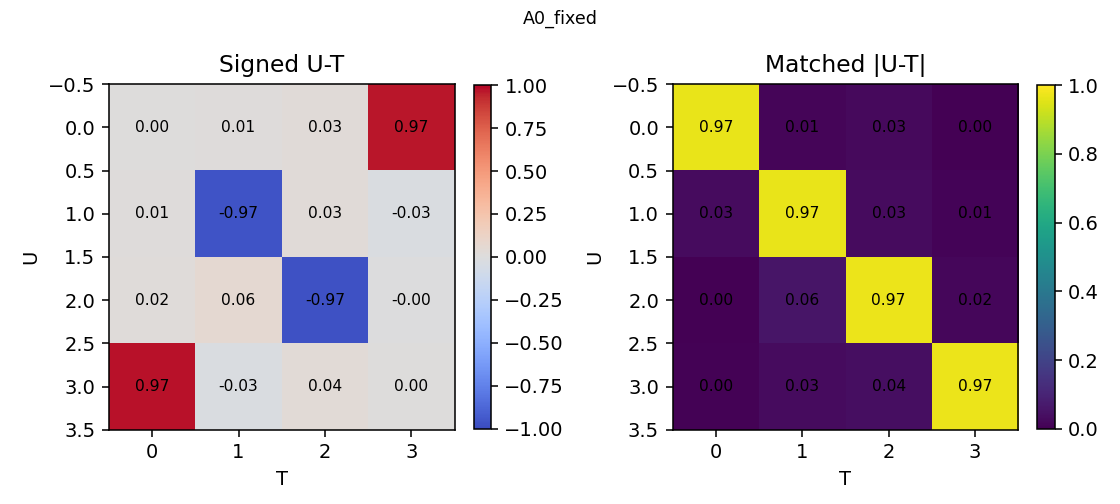 A0_fixed
Signed U-T
−0.5
0.0
0.5
1.0
1.5
2.0
2.5
3.0
3.5
U
0.00 0.01 0.03 0.97
0.01 -0.97 0.03 -0.03
0.02 0.06 -0.97 -0.00
0.97 -0.03 0.04 0.00
0 1 2 3
T
1.00
0.75
0.50
0.25
0.00
−0.25
−0.50
−0.75
−1.00
Matched |U-T|
−0.5
0.0
0.5
1.0
1.5
2.0
2.5
3.0
3.5
U
0.97 0.01 0.03 0.00
0.03 0.97 0.03 0.01
0.00 0.06 0.97 0.02
0.00 0.03 0.04 0.97
0 1 2 3
T
1.0
0.8
0.6
0.4
0.2
0.0